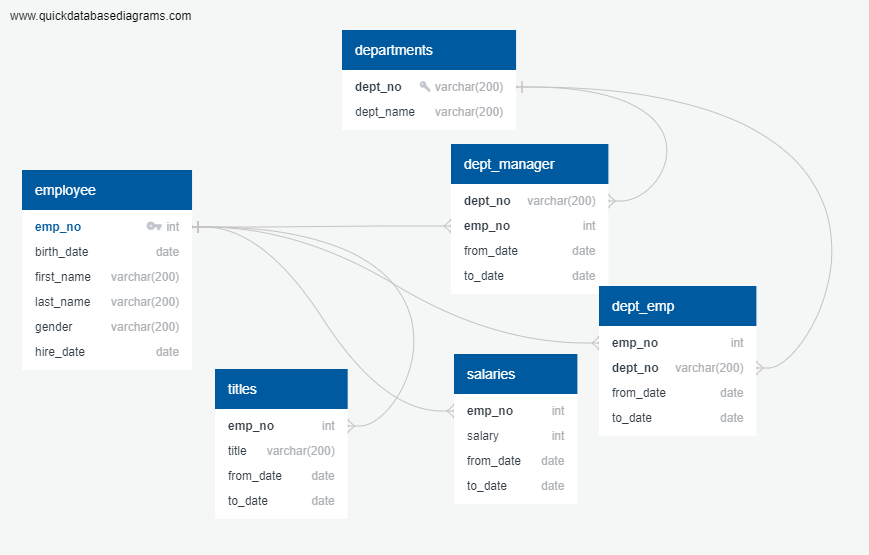 www.quickdatabasediagrams.com
departments
dept_no varchar(200)
dept_name varchar(200)
dept_manager
dept_no varchar(200)
emp_no int
from_date date
to_date date
employee
emp_no int
birth_date date
first_name varchar(200)
last_name varchar(200)
gender varchar(200)
hire_date date
dept_emp
emp_no int
dept_no varchar(200)
from_date date
to_date date
titles
emp_no int
title varchar(200)
from_date date
to_date date
salaries
emp_no int
salary int
from_date date
to_date date